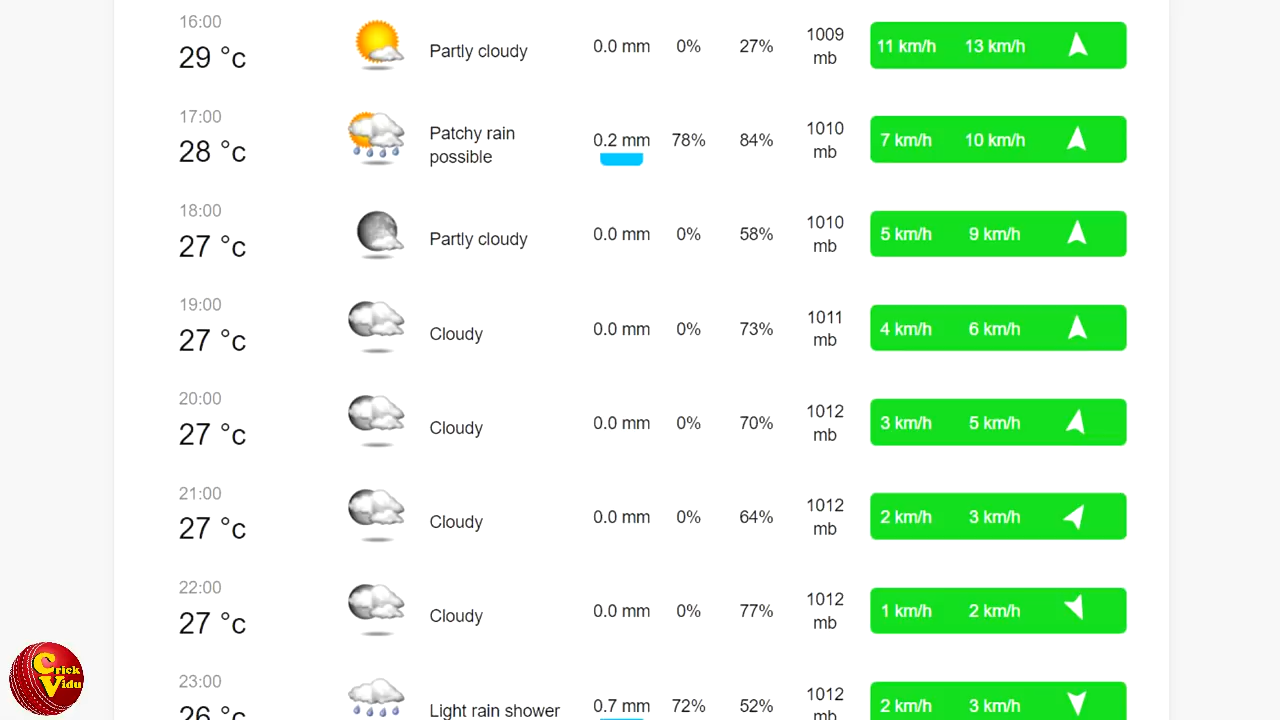 16:00
29 °c
Partly cloudy
0.0 mm
0%
27%
1009
mb
11 km/h
13 km/h
17:00
28 °c
Patchy rain
possible
0.2 mm
78%
84%
1010
mb
7 km/h
10 km/h
18:00
27 °c
Partly cloudy
0.0 mm
0%
58%
1010
mb
5 km/h
9 km/h
19:00
27 °c
Cloudy
0.0 mm
0%
73%
1011
mb
4 km/h
6 km/h
20:00
27 °c
Cloudy
0.0 mm
0%
70%
1012
mb
3 km/h
5 km/h
21:00
27 °c
Cloudy
0.0 mm
0%
64%
1012
mb
2 km/h
3 km/h
22:00
27 °c
Cloudy
0.0 mm
0%
77%
1012
mb
1 km/h
2 km/h
23:00
26 °c
Light rain shower
0.7 mm
72%
52%
1012
mb
2 km/h
3 km/h
Crick
Vidu